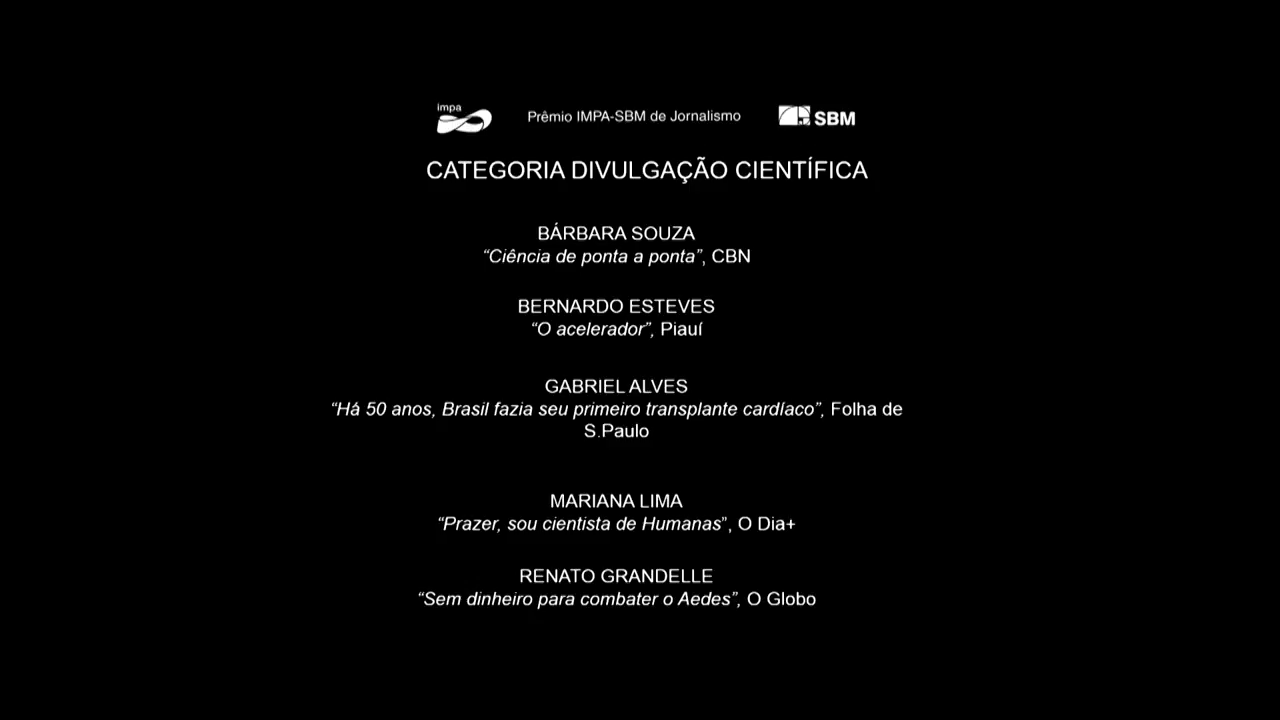 impa
Prêmio IMPA-SBM de Jornalismo
SBM
CATEGORIA DIVULGAÇÃO CIENTÍFICA
BÁRBARA SOUZA
“Ciência de ponta a ponta”, CBN
BERNARDO ESTEVES
“O acelerador”, Piauí
GABRIEL ALVES
“Há 50 anos, Brasil fazia seu primeiro transplante cardíaco”, Folha de
S.Paulo
MARIANA LIMA
“Prazer, sou cientista de Humanas”, O Dia+
RENATO GRANDELLE
“Sem dinheiro para combater o Aedes”, O Globo